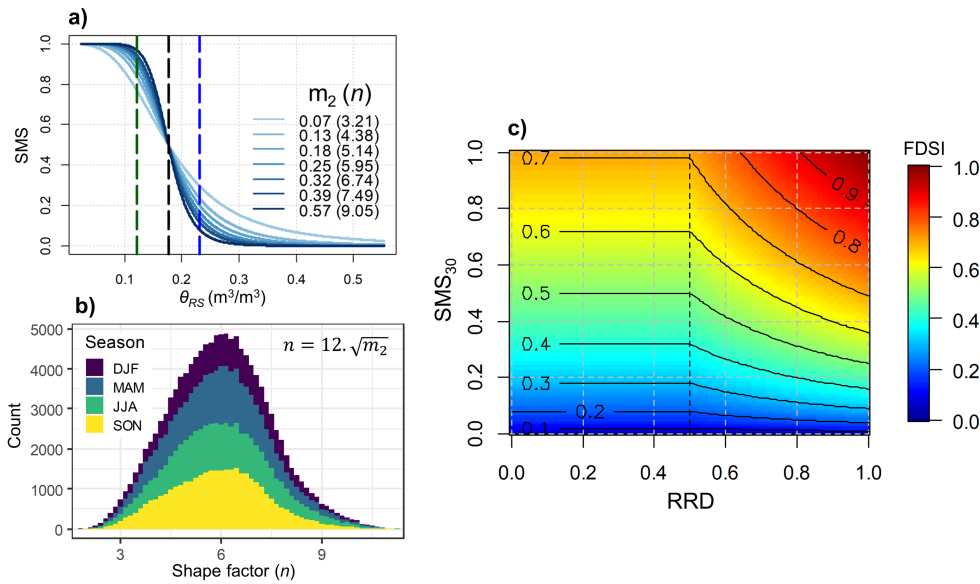 a)
SMS
1.0
0.8
0.6
0.4
0.2
0.0
m2 (n)
0.07 (3.21)
0.13 (4.38)
0.18 (5.14)
0.25 (5.95)
0.32 (6.74)
0.39 (7.49)
0.57 (9.05)
0.1 0.2 0.3 0.4 0.5
θRS (m³/m³)
b)
Count
5000
4000
3000
2000
1000
0
Season
DJF
MAM
JJA
SON
n = 12.√m2
3 6 9
Shape factor (n)
c)
SMS30
1.0
0.8
0.6
0.4
0.2
0.0
0.7
0.6
0.5
0.4
0.3
0.2
0.1
0.9
0.8
0.0 0.2 0.4 0.6 0.8 1.0
RRD
FDSI
1.0
0.8
0.6
0.4
0.2
0.0